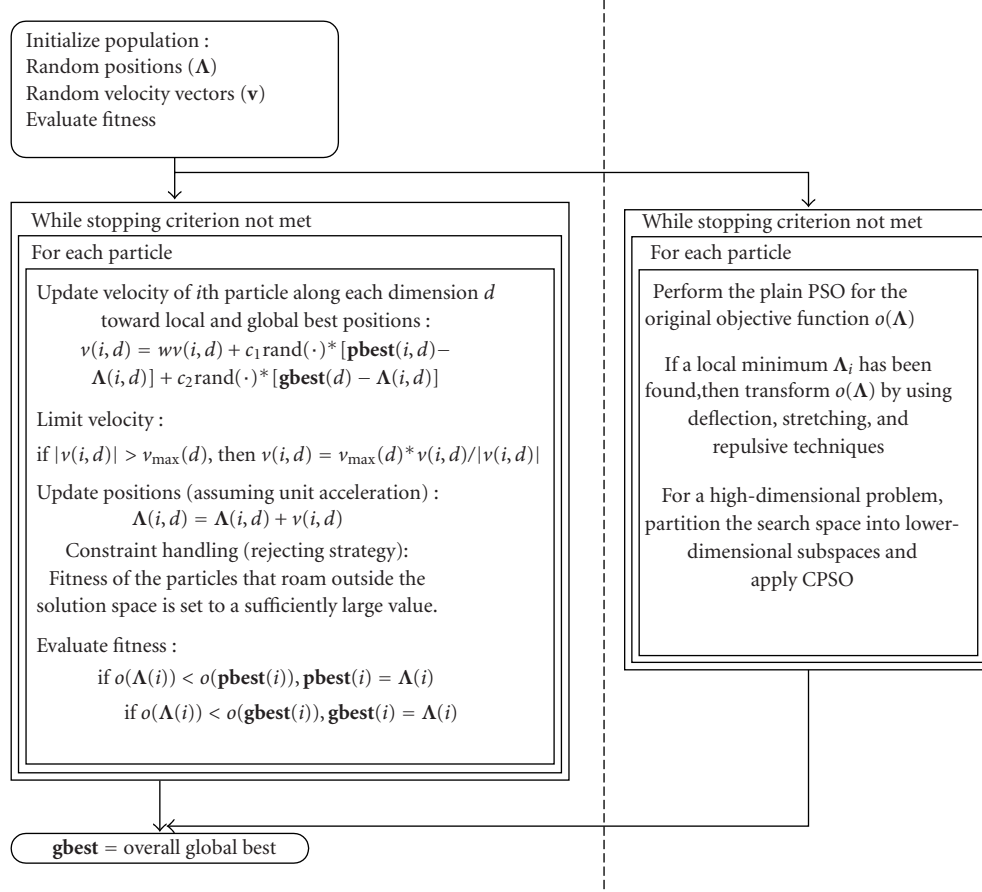 Initialize population :
Random positions (Λ)
Random velocity vectors (v)
Evaluate fitness
While stopping criterion not met
For each particle
Update velocity of ith particle along each dimension d
toward local and global best positions :
v(i,d) = wv(i,d) + c₁rand(·)* [pbest(i,d)−
Λ(i,d)] + c₂rand(·)* [gbest(d) − Λ(i,d)]
Limit velocity :
if |v(i,d)| > vmax(d), then v(i,d) = vmax(d)* v(i,d)/|v(i,d)|
Update positions (assuming unit acceleration) :
Λ(i,d) = Λ(i,d) + v(i,d)
Constraint handling (rejecting strategy):
Fitness of the particles that roam outside the
solution space is set to a sufficiently large value.
Evaluate fitness :
if o(Λ(i)) < o(pbest(i)), pbest(i) = Λ(i)
if o(Λ(i)) < o(gbest(i)), gbest(i) = Λ(i)
While stopping criterion not met
For each particle
Perform the plain PSO for the
original objective function o(Λ)
If a local minimum Λᵢ has been
found,then transform o(Λ) by using
deflection, stretching, and
repulsive techniques
For a high-dimensional problem,
partition the search space into lower-
dimensional subspaces and
apply CPSO
gbest = overall global best